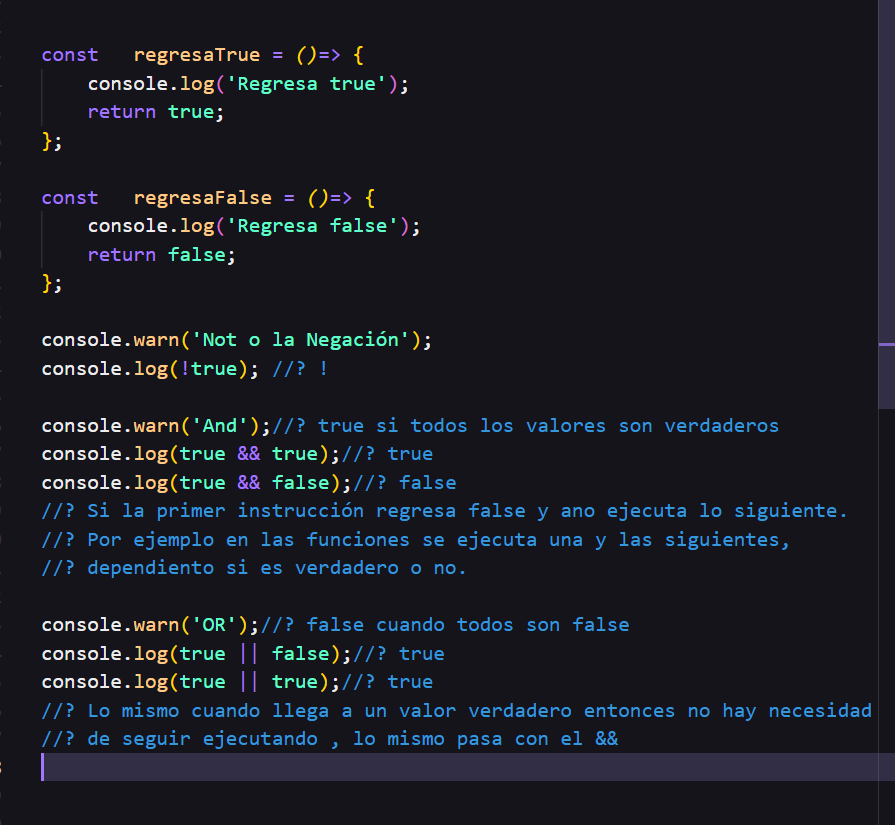 const   regresaTrue = ()=> {
    console.log('Regresa true');
    return true;
};
const   regresaFalse = ()=> {
    console.log('Regresa false');
    return false;
};
console.warn('Not o la Negación');
console.log(!true); //? !
console.warn('And');//? true si todos los valores son verdaderos
console.log(true && true);//? true
console.log(true && false);//? false
//? Si la primer instrucción regresa false y ano ejecuta lo siguiente.
//? Por ejemplo en las funciones se ejecuta una y las siguientes,
//? dependiento si es verdadero o no.
console.warn('OR');//? false cuando todos son false
console.log(true || false);//? true
console.log(true || true);//? true
//? Lo mismo cuando llega a un valor verdadero entonces no hay necesidad
//? de seguir ejecutando , lo mismo pasa con el &&